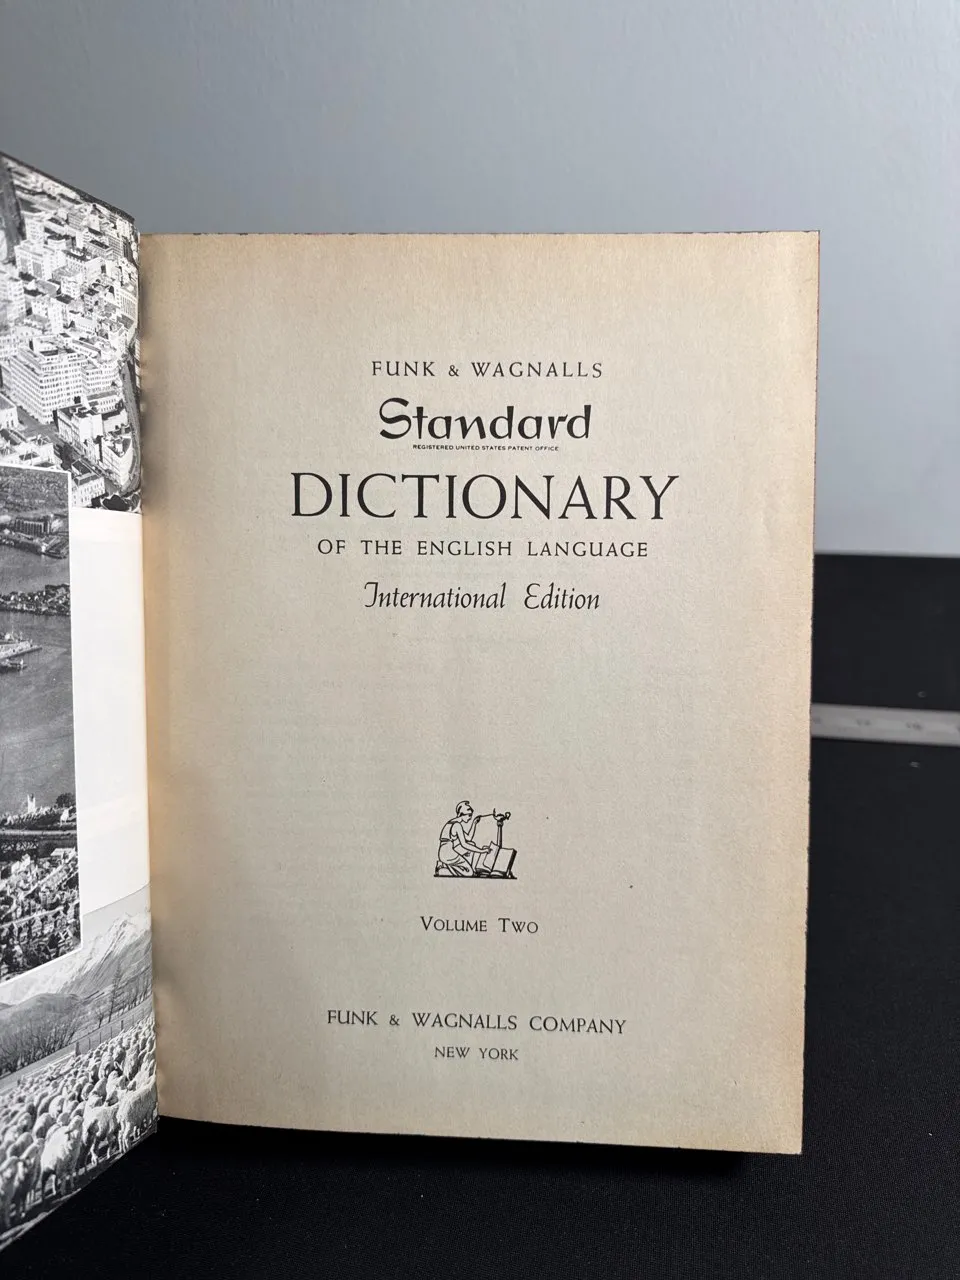 FUNK & WAGNALLS
Standard
REGISTERED UNITED STATES PATENT OFFICE
DICTIONARY
OF THE ENGLISH LANGUAGE
International Edition
VOLUME TWO
FUNK & WAGNALLS COMPANY
NEW YORK